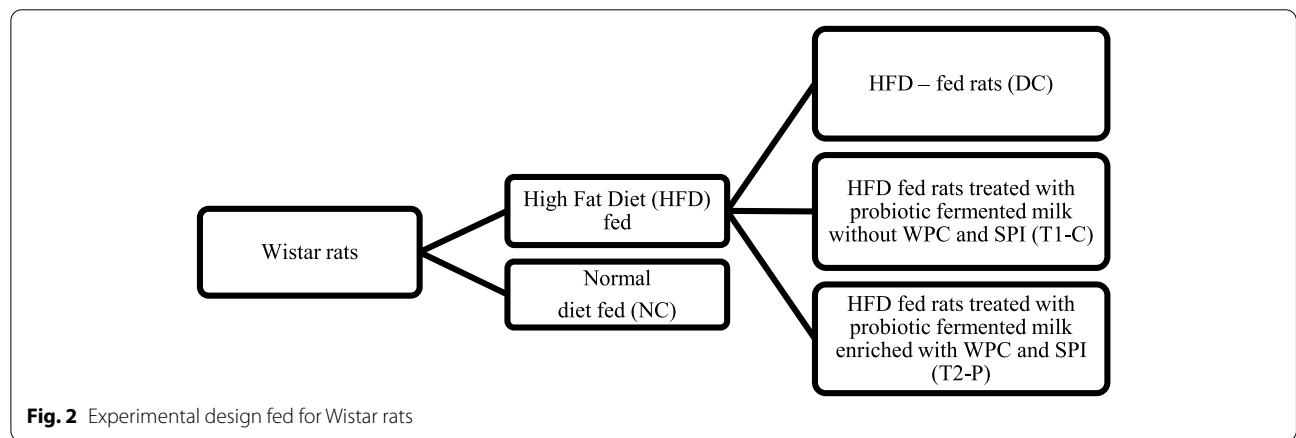 Wistar rats
High Fat Diet (HFD)
fed
Normal
diet fed (NC)
HFD – fed rats (DC)
HFD fed rats treated with
probiotic fermented milk
without WPC and SPI (T1-C)
HFD fed rats treated with
probiotic fermented milk
enriched with WPC and SPI
(T2-P)
Fig. 2 Experimental design fed for Wistar rats